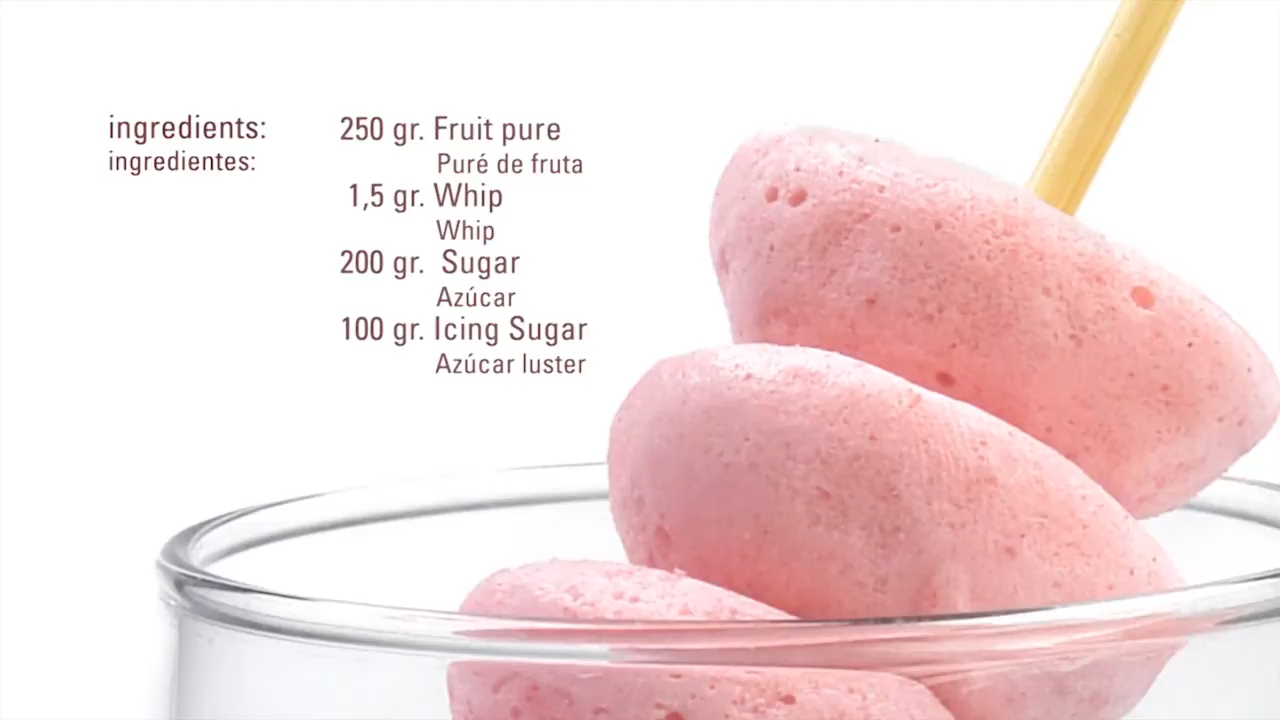 ingredients:
ingredientes:
250 gr. Fruit pure
Puré de fruta
1,5 gr. Whip
Whip
200 gr. Sugar
Azúcar
100 gr. Icing Sugar
Azúcar luster